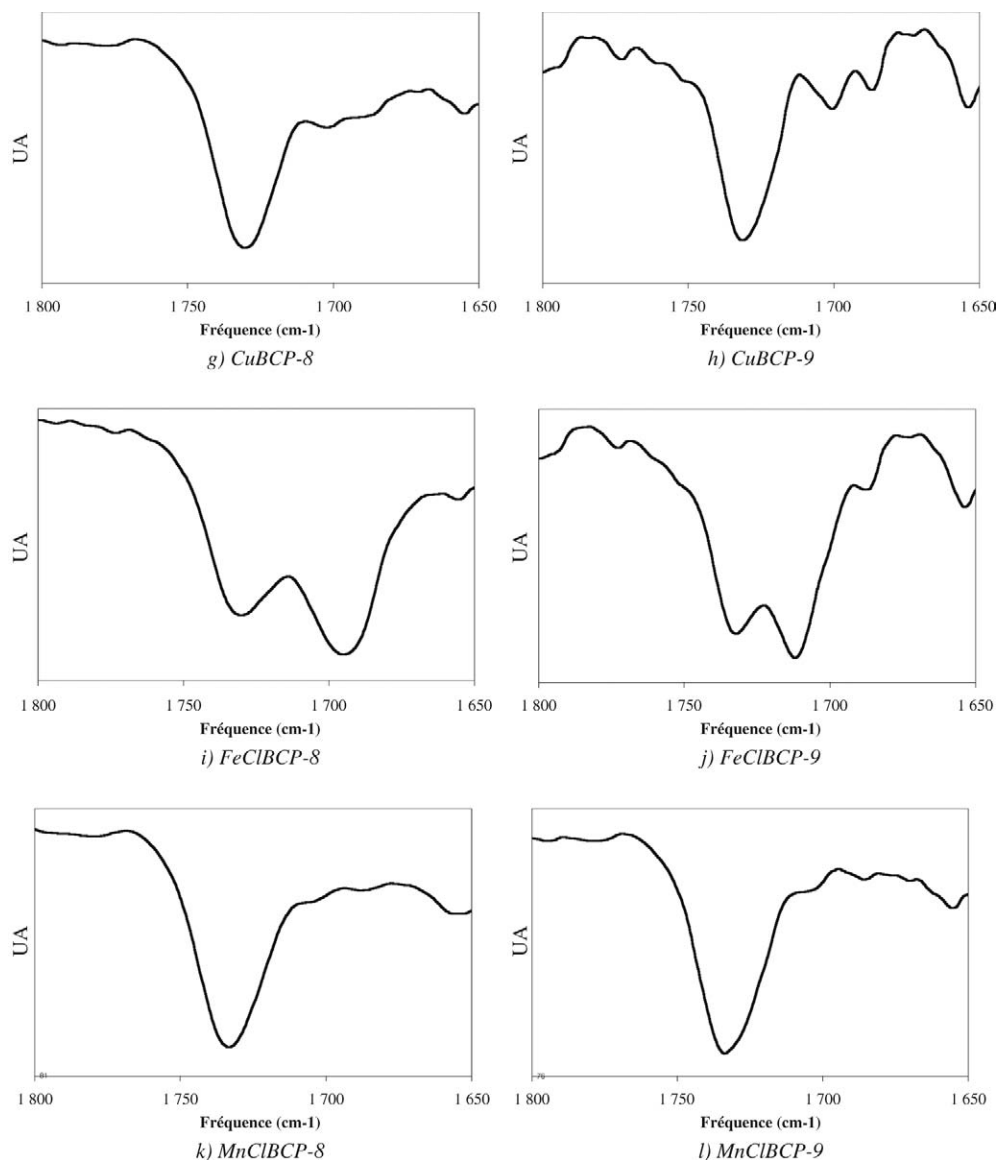 UA
1 800
1 750
1 700
1 650
Fréquence (cm-1)
g) CuBCP-8
UA
1 800
1 750
1 700
1 650
Fréquence (cm-1)
h) CuBCP-9
UA
1 800
1 750
1 700
1 650
Fréquence (cm-1)
i) FeClBCP-8
UA
1 800
1 750
1 700
1 650
Fréquence (cm-1)
j) FeClBCP-9
UA
81
1 800
1 750
1 700
1 650
Fréquence (cm-1)
k) MnClBCP-8
UA
76
1 800
1 750
1 700
1 650
Fréquence (cm-1)
l) MnClBCP-9